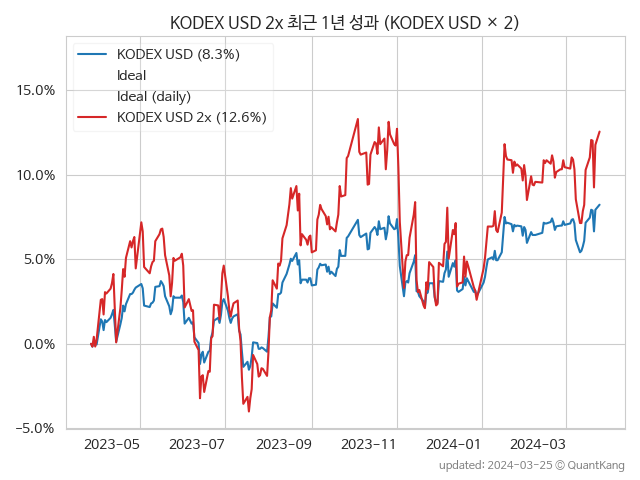 KODEX USD 2x 최근 1년 성과 (KODEX USD × 2)
KODEX USD (8.3%)
Ideal
Ideal (daily)
KODEX USD 2x (12.6%)
15.0%
10.0%
5.0%
0.0%
−5.0%
2023−05
2023−07
2023−09
2023−11
2024−01
2024−03
updated: 2024−03−25 ⓒ QuantKang